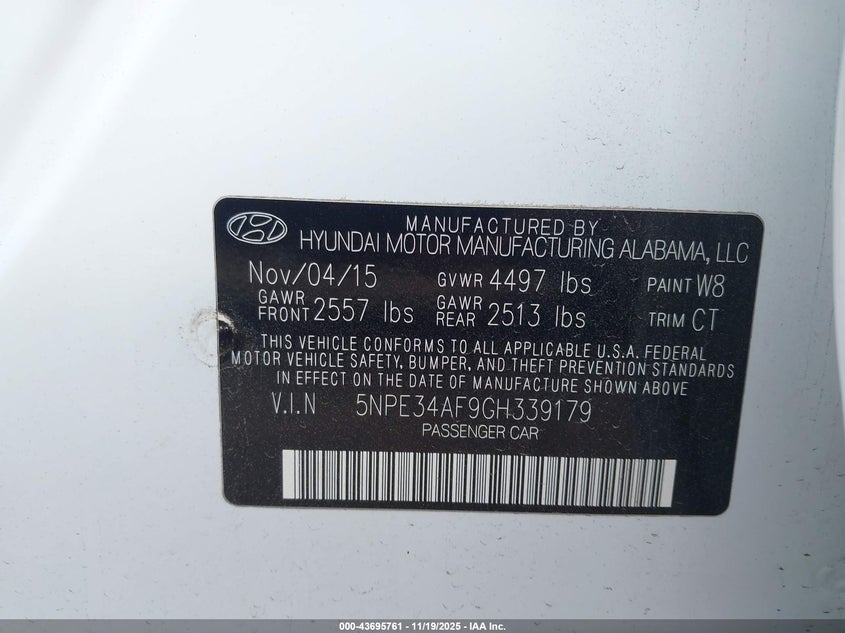 MANUFACTURED BY
HYUNDAI MOTOR MANUFACTURING ALABAMA, LLC
Nov/04/15 GVWR 4497 lbs PAINT W8
GAWR FRONT 2557 lbs GAWR REAR 2513 lbs TRIM CT
THIS VEHICLE CONFORMS TO ALL APPLICABLE U.S.A. FEDERAL
MOTOR VEHICLE SAFETY, BUMPER, AND THEFT PREVENTION STANDARDS
IN EFFECT ON THE DATE OF MANUFACTURE SHOWN ABOVE
V.I.N 5NPE34AF9GH339179
PASSENGER CAR
000-43695761 - 11/19/2025 - IAA Inc.